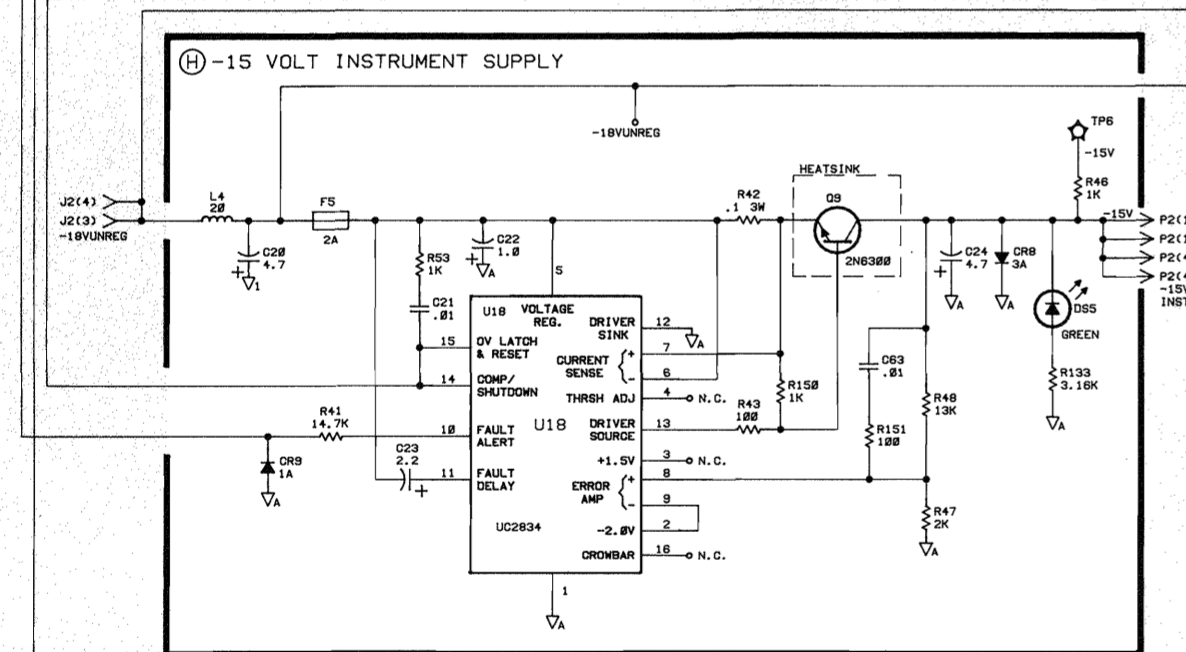 H -15 VOLT INSTRUMENT SUPPLY
-18VUNREG
TP6
-15V
R46
1K
HEATSINK
J2(4)
J2(3)
-18VUNREG
L4
20
F5
2A
R42
.1 3W
Q9
2N6300
-15V
P2(1
P2(1
P2(4
P2(4
-15V
INST
C20
4.7
+
1
R53
1K
C22
1.0
+
A
C24
4.7
+
A
CR8
3A
A
DS5
GREEN
C21
.01
5
U18 VOLTAGE
REG.
DRIVER
SINK
12
A
15
OV LATCH
& RESET
CURRENT
SENSE
+
-
7
6
14
COMP/
SHUTDOWN
THRSH ADJ
4
N.C.
R150
1K
C63
.01
R48
13K
R133
3.16K
A
R41
14.7K
10
FAULT
ALERT
U18
DRIVER
SOURCE
13
R43
100
R151
100
CR9
1A
A
C23
2.2
+
11
FAULT
DELAY
+1.5V
3
N.C.
ERROR
AMP
+
-
8
9
R47
2K
A
UC2834
-2.0V
2
CROWBAR
16
N.C.
1
A